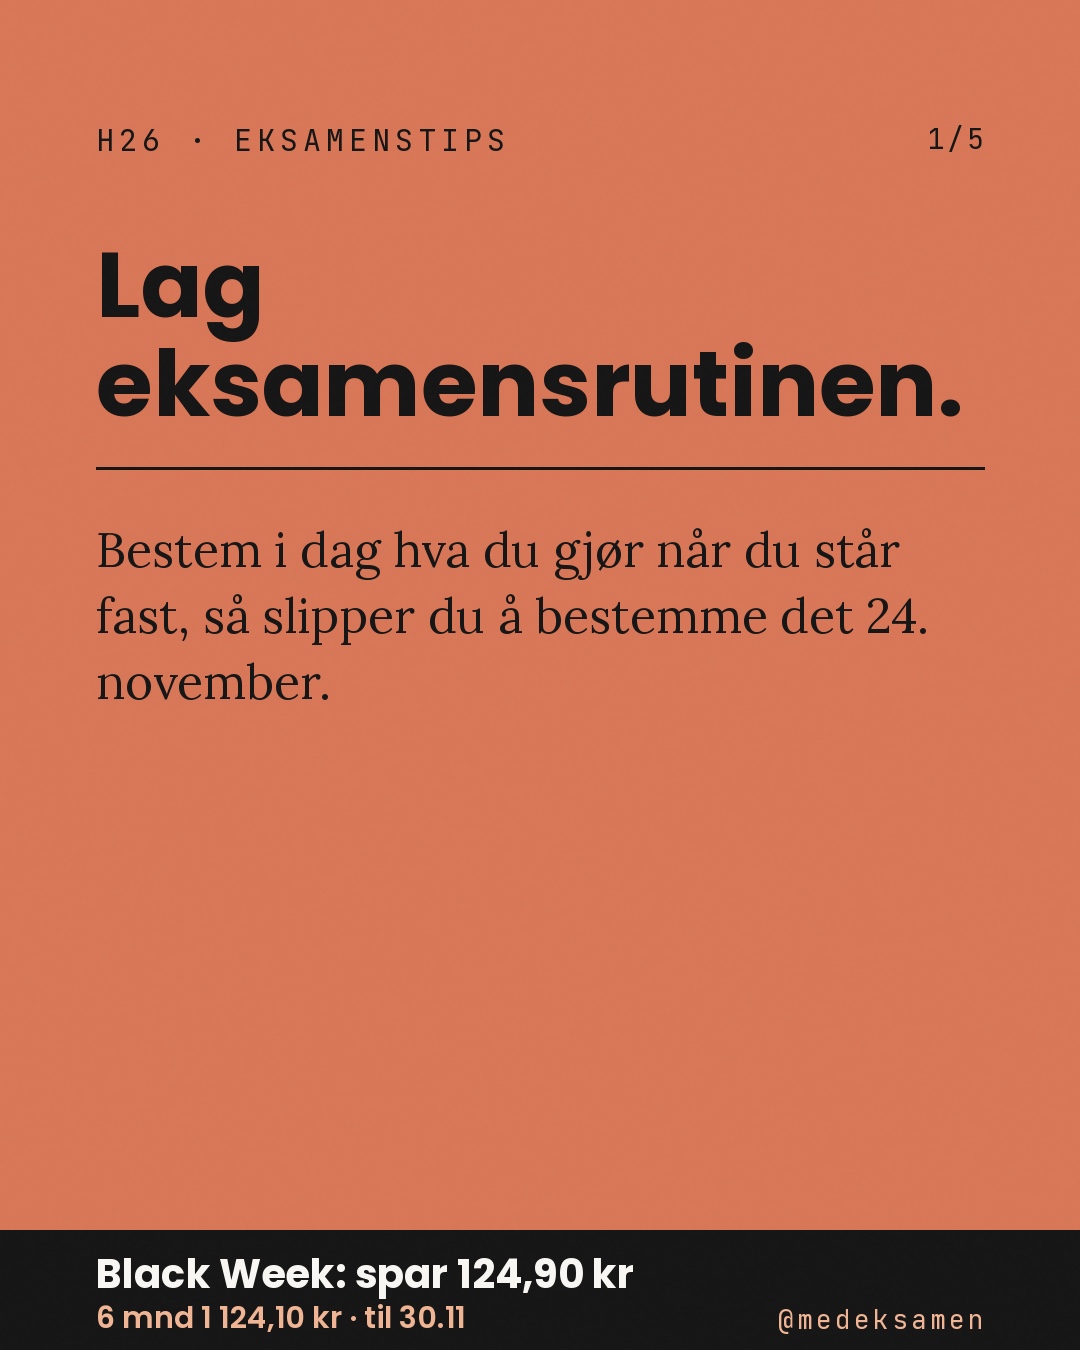 H26 · EKSAMENSTIPS
1/5
Lag
eksamensrutinen.
Bestem i dag hva du gjør når du står
fast, så slipper du å bestemme det 24.
november.
Black Week: spar 124,90 kr
6 mnd 1 124,10 kr · til 30.11
@medeksamen